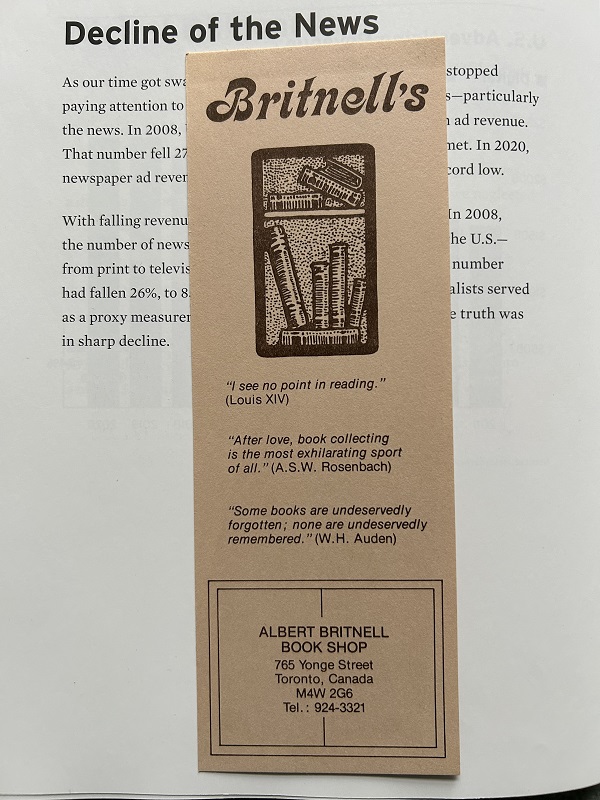 Decline of the News
As our time got swa
stopped
paying attention to
s—particularly
the news. In 2008,
ad revenue.
That number fell 27
met. In 2020,
newspaper ad rever
cord low.
With falling revenu
In 2008,
the number of news
he U.S.—
from print to televis
number
had fallen 26%, to 8
alists served
as a proxy measurer
e truth was
in sharp decline.
Britnell's
"I see no point in reading."
(Louis XIV)
"After love, book collecting
is the most exhilarating sport
of all." (A.S.W. Rosenbach)
"Some books are undeservedly
forgotten; none are undeservedly
remembered." (W.H. Auden)
ALBERT BRITNELL
BOOK SHOP
765 Yonge Street
Toronto, Canada
M4W 2G6
Tel.: 924-3321